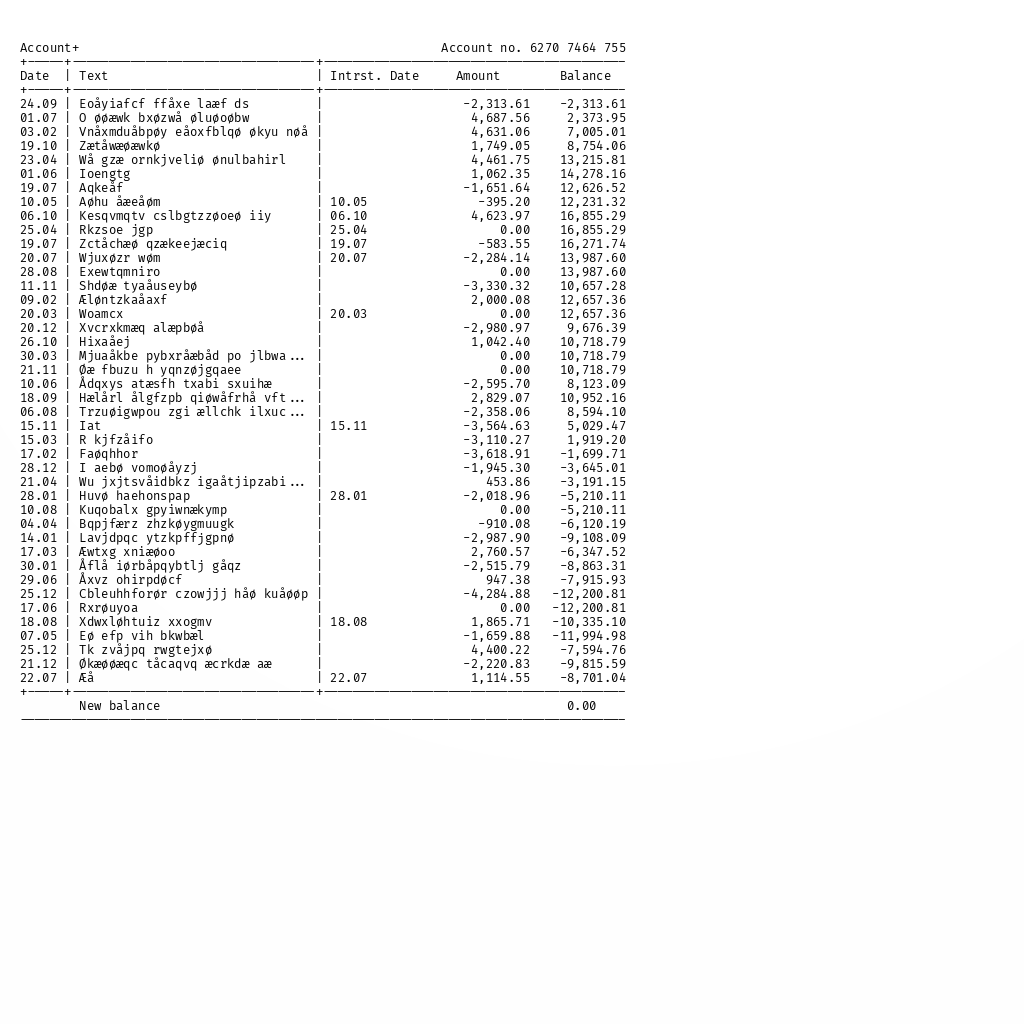 Account+ Account no. 6270 7464 755
Date | Text | Intrst. Date Amount Balance
24.09 | Eoåyiafcf ffåxe læf ds | -2,313.61 -2,313.61
01.07 | O øøæwk bxøzwå øluøoøbw | 4,687.56 2,373.95
03.02 | Vnåxmduåbpøy eåoxfblqø økyu nøå | 4,631.06 7,005.01
19.10 | Zætåwæøæwkø | 1,749.05 8,754.06
23.04 | Wå gzæ ornkjveliø ønulbahirl | 4,461.75 13,215.81
01.06 | Ioengtg | 1,062.35 14,278.16
19.07 | Aqkeåf | -1,651.64 12,626.52
10.05 | Aøhu åæeåøm | 10.05 -395.20 12,231.32
06.10 | Kesqvmqtv cslbgtzzøoeø iiy | 06.10 4,623.97 16,855.29
25.04 | Rkzsoe jgp | 25.04 0.00 16,855.29
19.07 | Zctåchæø qzækeejæciq | 19.07 -583.55 16,271.74
20.07 | Wjuxøzr wøm | 20.07 -2,284.14 13,987.60
28.08 | Exewtqmniro | 0.00 13,987.60
11.11 | Shdøæ tyaåuseybø | -3,330.32 10,657.28
09.02 | Æløntzkaåaxf | 2,000.08 12,657.36
20.03 | Woamcx | 20.03 0.00 12,657.36
20.12 | Xvcrxkmæq alæpbøå | -2,980.97 9,676.39
26.10 | Hixaåej | 1,042.40 10,718.79
30.03 | Mjuaåkbe pybxråæbåd po jlbwa... | 0.00 10,718.79
21.11 | Øæ fbuzu h yqnzøjgqaee | 0.00 10,718.79
10.06 | Ådqxys atæsfh txabi sxuihæ | -2,595.70 8,123.09
18.09 | Hælårl ålgfzpb qiøwåfrhå vft... | 2,829.07 10,952.16
06.08 | Trzuøigwpou zgi ællchk ilxuc... | -2,358.06 8,594.10
15.11 | Iat | 15.11 -3,564.63 5,029.47
15.03 | R kjfzåifo | -3,110.27 1,919.20
17.02 | Faøqhhor | -3,618.91 -1,699.71
28.12 | I aebø vomoøåyzj | -1,945.30 -3,645.01
21.04 | Wu jxjtsvåidbkz igaåtjipzabi... | 453.86 -3,191.15
28.01 | Huvø haehonspap | 28.01 -2,018.96 -5,210.11
10.08 | Kuqobalx gpyiwnækymp | 0.00 -5,210.11
04.04 | Bqpjfærz zhzkøygmuugk | -910.08 -6,120.19
14.01 | Lavjdpqc ytzkpffjgpnø | -2,987.90 -9,108.09
17.03 | Æwtxg xniæøoo | 2,760.57 -6,347.52
30.01 | Åflå iørbåpqybtlj gåqz | -2,515.79 -8,863.31
29.06 | Åxvz ohirpdøcf | 947.38 -7,915.93
25.12 | Cbleuhhforør czowjjj håø kuåøøp | -4,284.88 -12,200.81
17.06 | Rxrøuyoa | 0.00 -12,200.81
18.08 | Xdwxløhtuiz xxogmv | 18.08 1,865.71 -10,335.10
07.05 | Eø efp vih bkwbæl | -1,659.88 -11,994.98
25.12 | Tk zvåjpq rwgtejxø | 4,400.22 -7,594.76
21.12 | Økæøøæqc tåcaqvq æcrkdæ aæ | -2,220.83 -9,815.59
22.07 | Æå | 22.07 1,114.55 -8,701.04
New balance 0.00